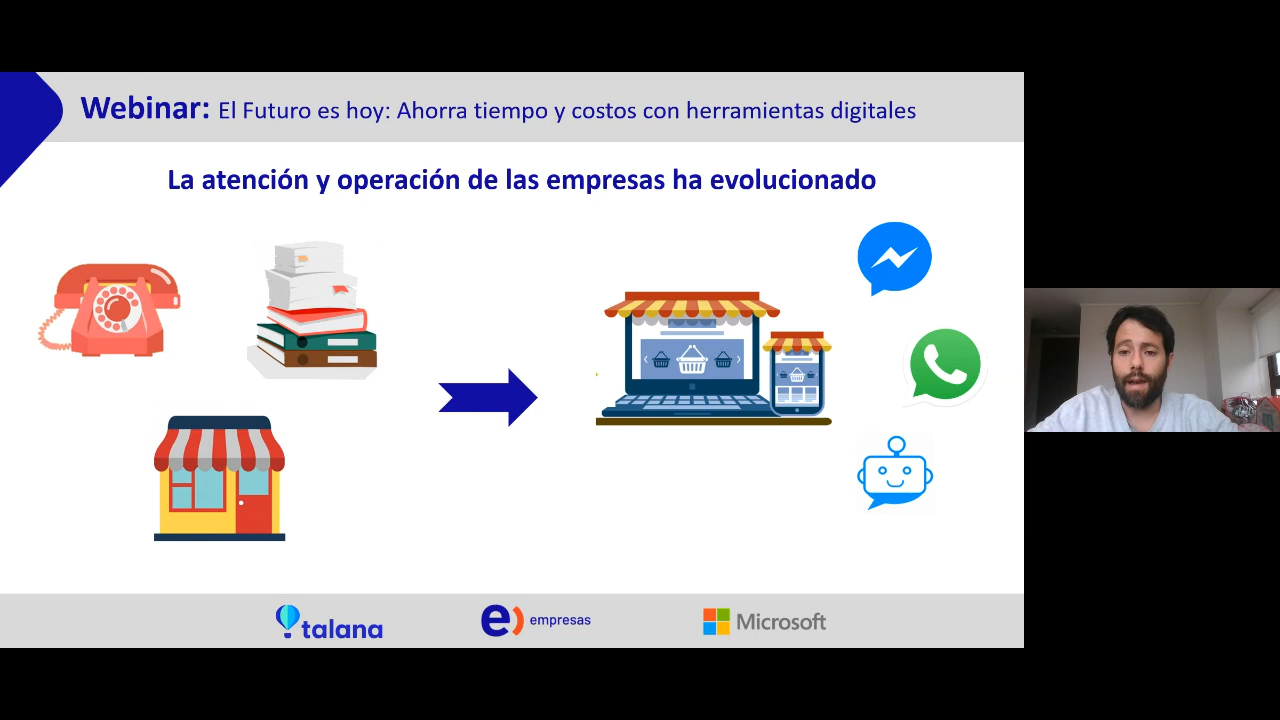 Webinar: El Futuro es hoy: Ahorra tiempo y costos con herramientas digitales
La atención y operación de las empresas ha evolucionado
talana
e) empresas
Microsoft